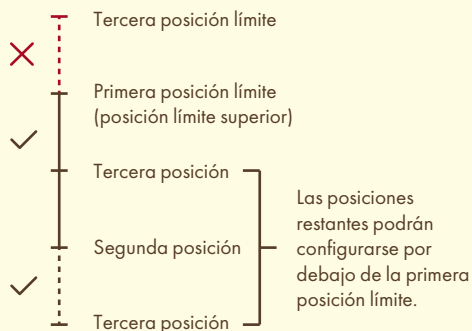 Tercera posición límite
Primera posición límite
(posición límite superior)
Tercera posición
Las posiciones
restantes podrán
configurarse por
debajo de la primera
posición límite.
Segunda posición
Tercera posición